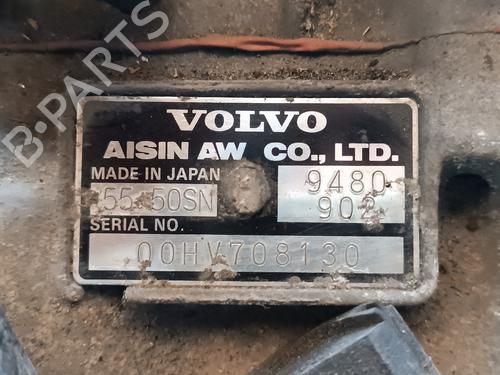 B-PARTS
VOLVO
AISIN AW CO., LTD.
MADE IN JAPAN
55-50SN
9480
902
SERIAL NO.
00HV708130